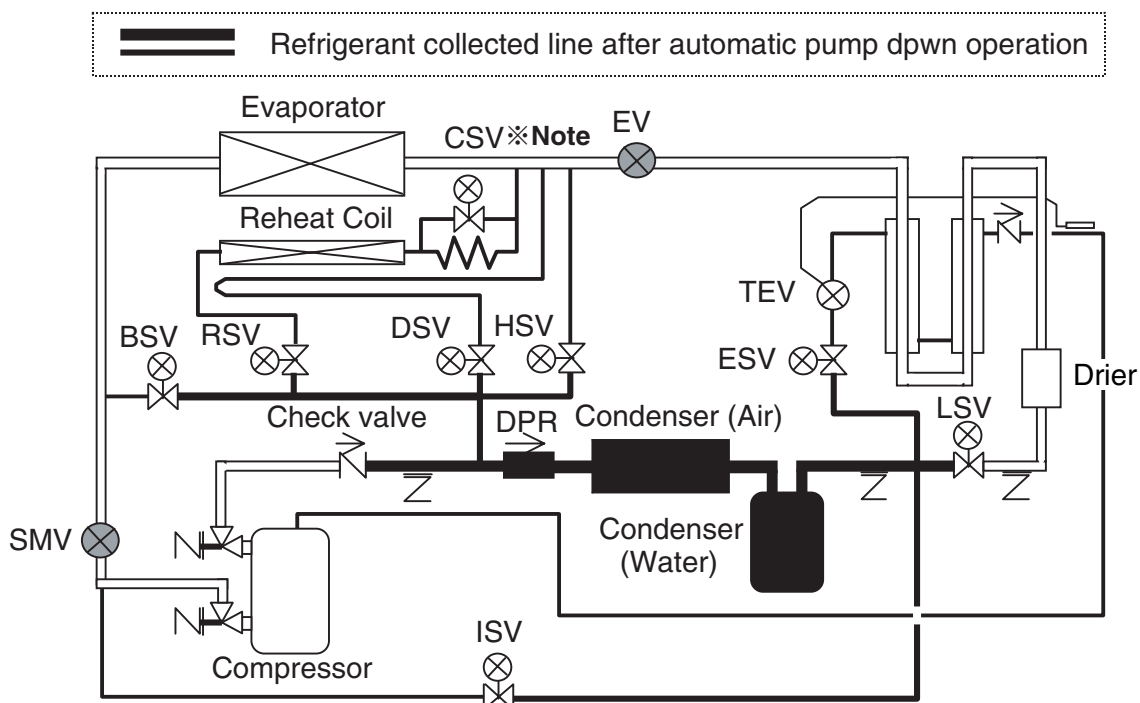 Refrigerant collected line after automatic pump dpwn operation
Evaporator
CSV※Note
EV
Reheat Coil
TEV
BSV
RSV
DSV
HSV
ESV
Drier
Check valve
DPR
Condenser (Air)
LSV
SMV
Condenser
(Water)
Compressor
ISV